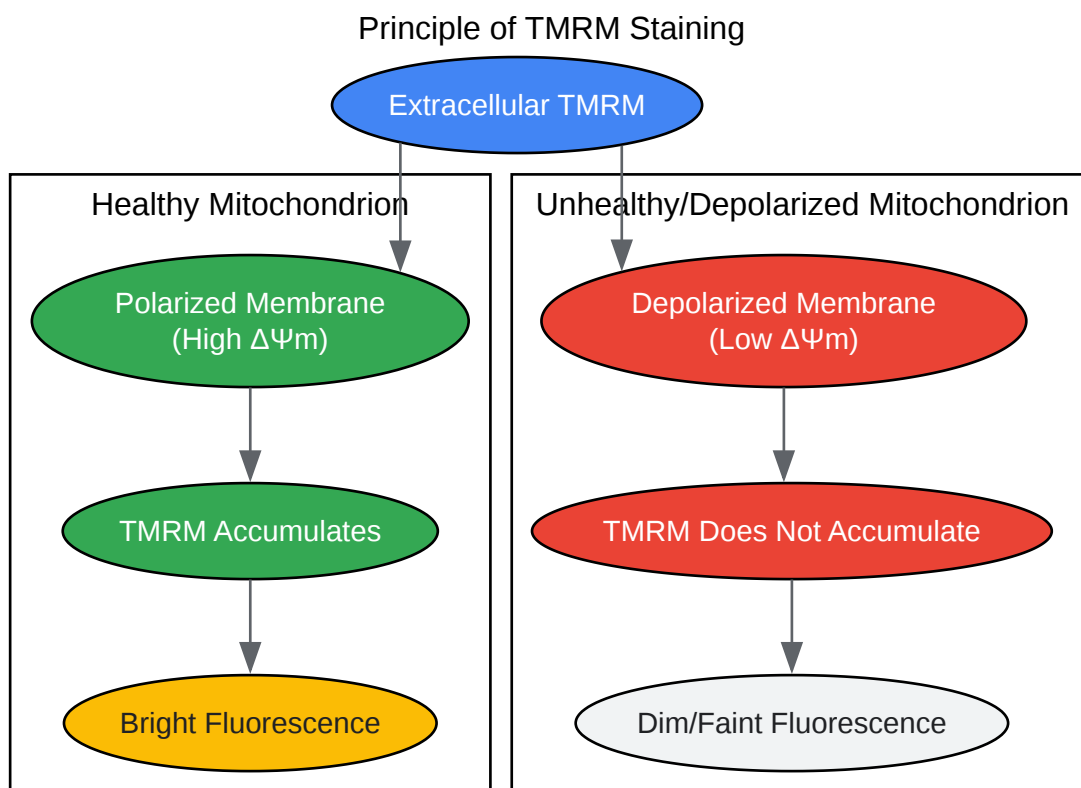 Principle of TMRM Staining
Extracellular TMRM
Healthy Mitochondrion
Polarized Membrane
(High ΔΨm)
TMRM Accumulates
Bright Fluorescence
Unhealthy/Depolarized Mitochondrion
Depolarized Membrane
(Low ΔΨm)
TMRM Does Not Accumulate
Dim/Faint Fluorescence